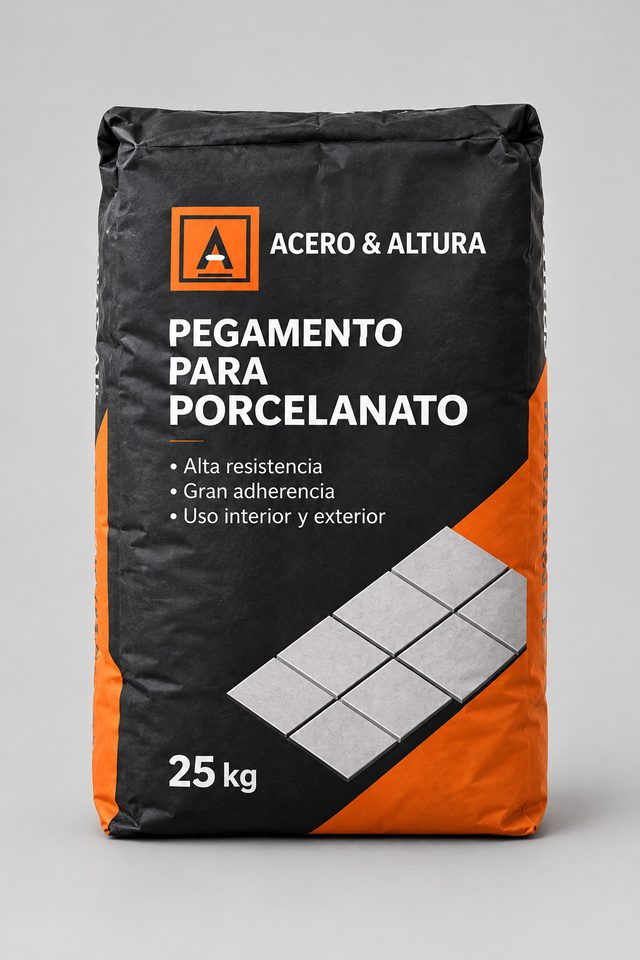 A
ACERO & ALTURA
PEGAMENTO
PARA
PORCELANATO
• Alta resistencia
• Gran adherencia
• Uso interior y exterior
25 kg